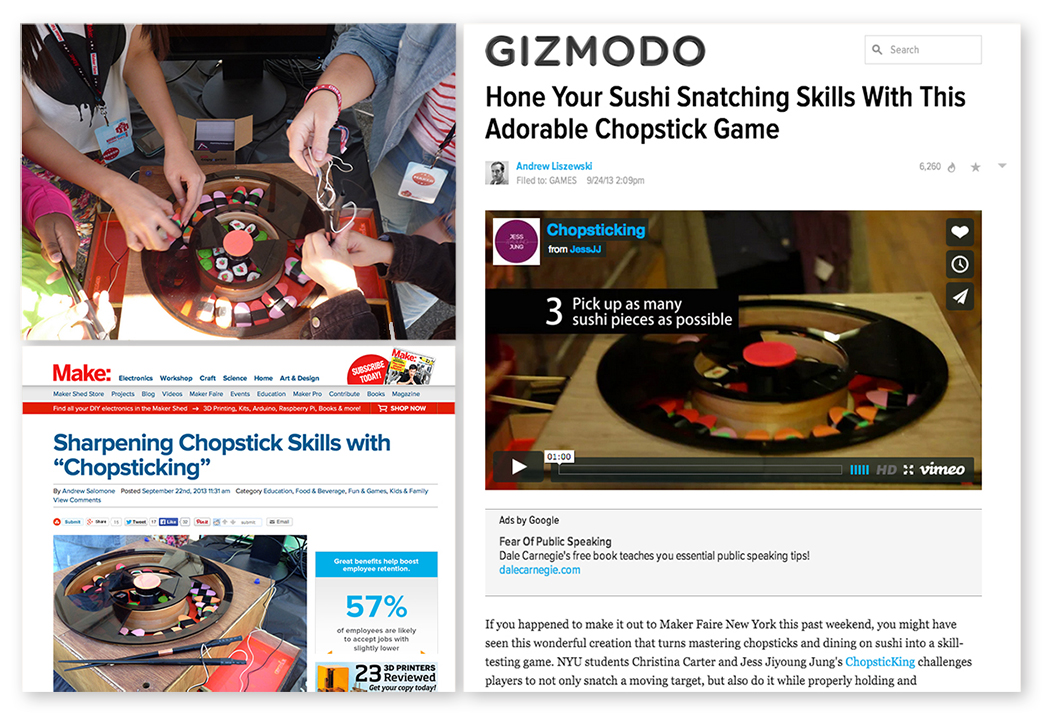 Make:
SUBSCRIBE
TODAY!
Make:
Electronics Workshop Craft Science Home Art & Design
Maker Shed Store Projects Blog Videos Maker Faire Events Education Maker Pro Contribute Books Magazine
Find all your DIY electronics in the Maker Shed → 3D Printing, Kits, Arduino, Raspberry Pi, Books & more! SHOP NOW
Sharpening Chopstick Skills with
“Chopsticking”
By Andrew Salomone Posted September 22nd, 2013 11:31 am Category Education, Food & Beverage, Fun & Games, Kids & Family
View Comments
Submit Share Tweet 17 Like Pin it submit Email
Great benefits help boost
employee retention.
57%
of employees are likely
to accept jobs with
slightly lower
23 3D PRINTERS
Reviewed
Get your copy today!
GIZMODO
Search
Hone Your Sushi Snatching Skills With This
Adorable Chopstick Game
Andrew Liszewski
Filed to: GAMES 9/24/13 2:09pm
6,260
JESS
JUNG
Chopsticking
from JessJJ
3 Pick up as many
sushi pieces as possible
01:00
HD vimeo
Ads by Google
Fear Of Public Speaking
Dale Carnegie's free book teaches you essential public speaking tips!
dalecarnegie.com
If you happened to make it out to Maker Faire New York this past weekend, you might have
seen this wonderful creation that turns mastering chopsticks and dining on sushi into a skill-
testing game. NYU students Christina Carter and Jess Jiyoung Jung's ChopsticKing challenges
players to not only snatch a moving target, but also do it while properly holding and